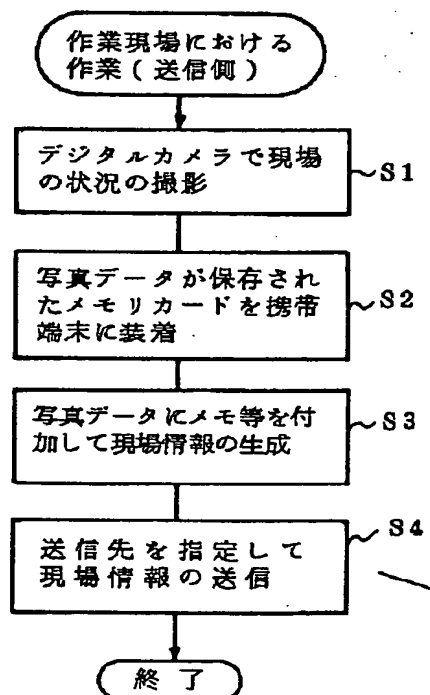 作業現場における
作業(送信側)
デジタルカメラで現場
の状況の撮影
S1
写真データが保存され
たメモリカードを携帯
端末に装着
S2
写真データにメモ等を付
加して現場情報の生成
S3
送信先を指定して
現場情報の送信
S4
終了